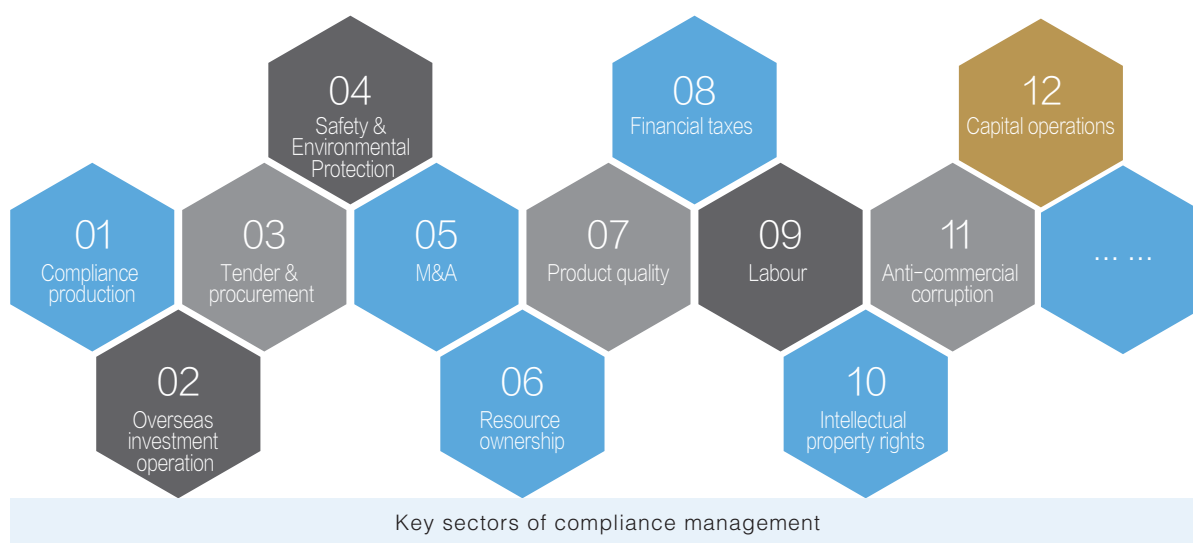 01
Compliance
production
02
Overseas
investment
operation
03
Tender &
procurement
04
Safety &
Environmental
Protection
05
M&A
06
Resource
ownership
07
Product quality
08
Financial taxes
09
Labour
10
Intellectual
property rights
11
Anti-commercial
corruption
12
Capital operations
... ...
Key sectors of compliance management